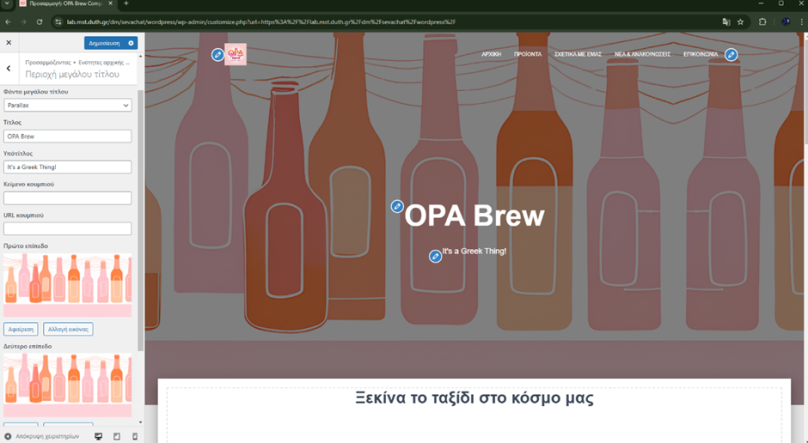 Προσαρμογή: OPA Brew Comp
lab.mst.duth.gr/dm/sevachat/wordpress/wp-admin/customize.php?url=https%3A%2F%2Flab.mst.duth.gr%2Fdm%2Fsevachat%2Fwordpress%2F
Δημοσίευση
Προσαρμόζοντας • Ενότητες αρχικής ...
Περιοχή μεγάλου τίτλου
Φόντο μεγάλου τίτλου
Parallax
Τίτλος
OPA Brew
Υπότιτλος
It's a Greek Thing!
Κείμενο κουμπιού
URL κουμπιού
Πρώτο επίπεδο
Αφαίρεση
Αλλαγή εικόνας
Δεύτερο επίπεδο
Απόκρυψη χειριστηρίων
ΑΡΧΙΚΗ
ΠΡΟΪΟΝΤΑ
ΣΧΕΤΙΚΑ ΜΕ ΕΜΑΣ
ΝΕΑ & ΑΝΑΚΟΙΝΩΣΕΙΣ
ΕΠΙΚΟΙΝΩΝΙΑ
OPA Brew
It's a Greek Thing!
Ξεκίνα το ταξίδι στο κόσμο μας